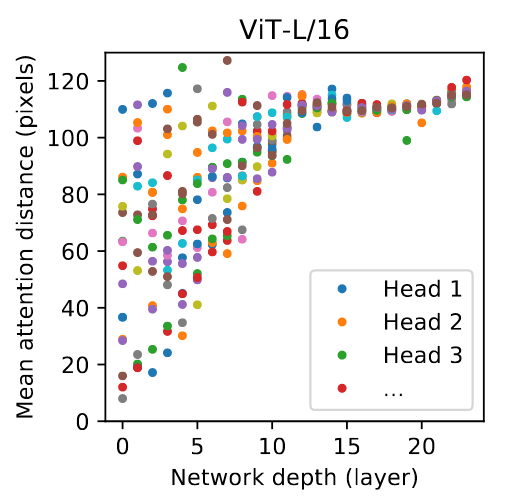 ViT-L/16
Mean attention distance (pixels)
120
100
80
60
40
20
0
Head 1
Head 2
Head 3
...
0 5 10 15 20
Network depth (layer)